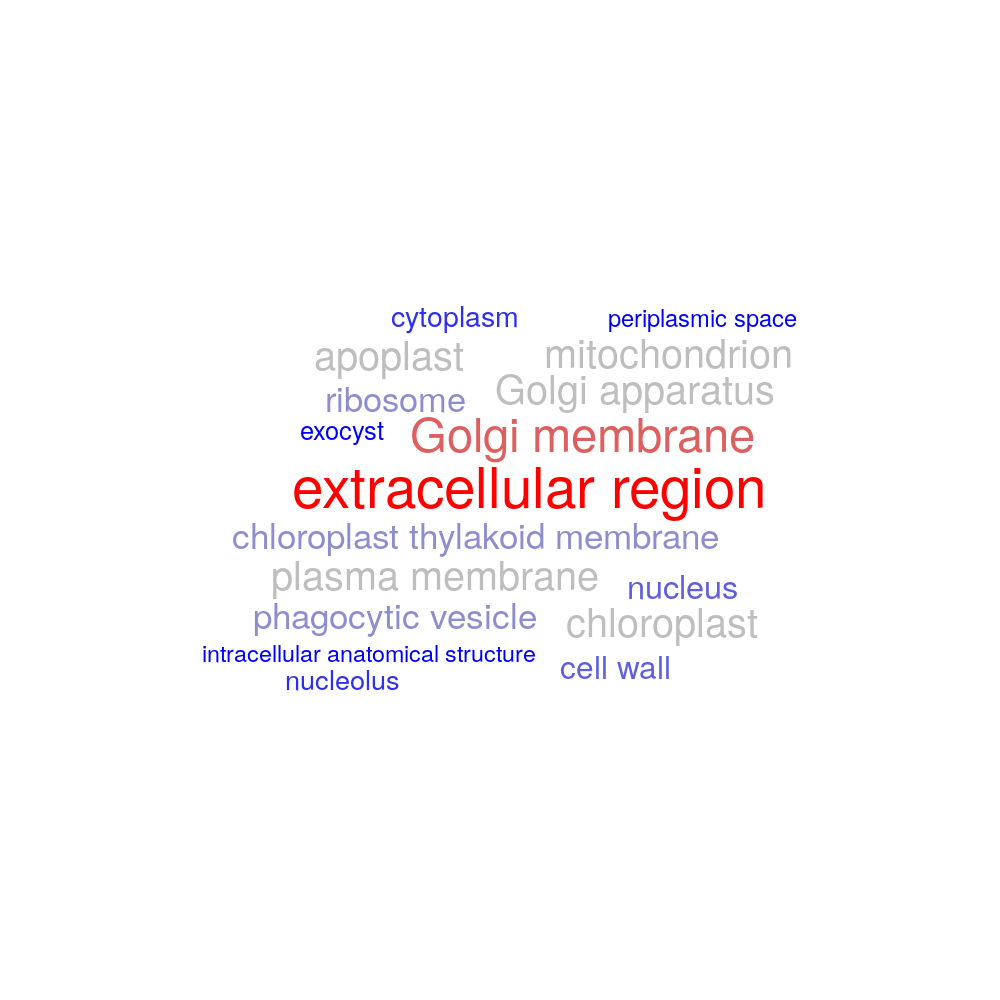 cytoplasm
periplasmic space
apoplast
mitochondrion
Golgi apparatus
ribosome
exocyst
Golgi membrane
extracellular region
chloroplast thylakoid membrane
plasma membrane
nucleus
phagocytic vesicle
chloroplast
intracellular anatomical structure
cell wall
nucleolus